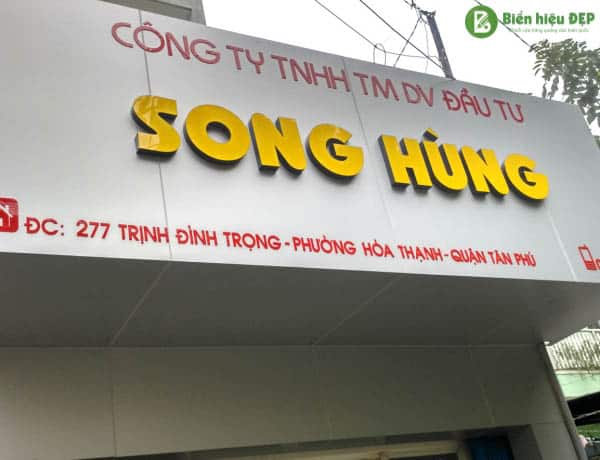 Biển hiệu ĐẸP
CÔNG TY TNHH TM DV ĐẦU TƯ
SONG HÙNG
ĐC: 277 TRỊNH ĐÌNH TRỌNG - PHƯỜNG HÒA THẠNH - QUẬN TÂN PHÚ